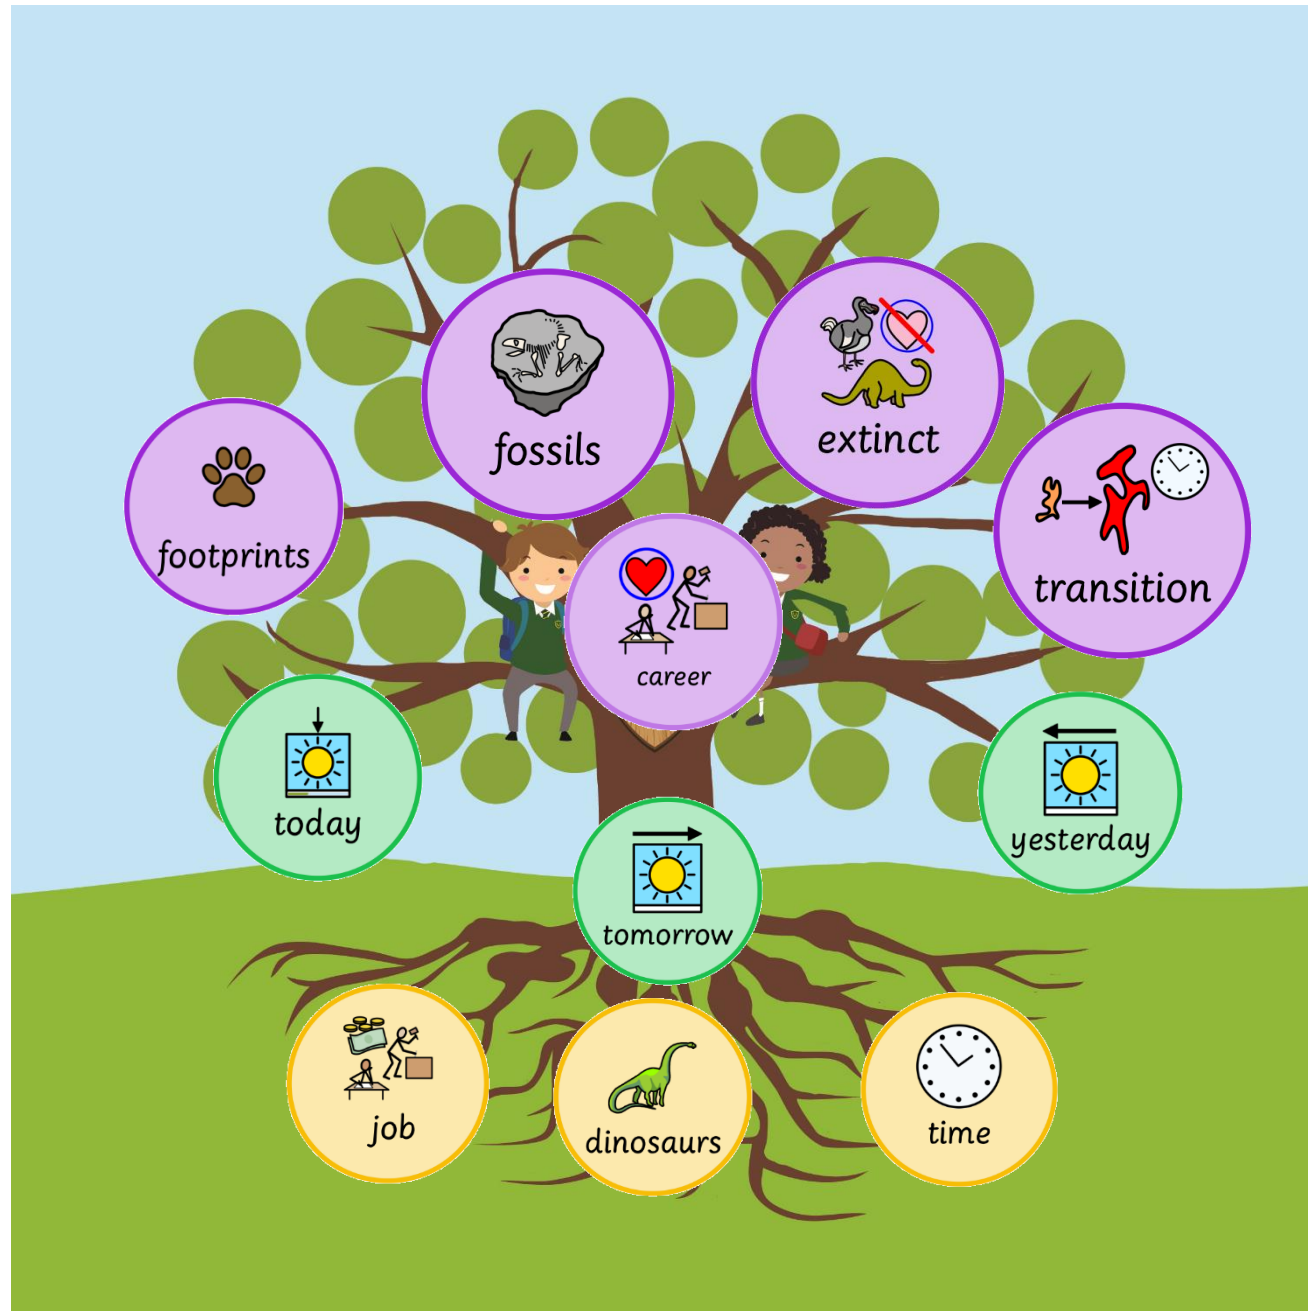 fossils
extinct
footprints
transition
career
today
yesterday
tomorrow
job
dinosaurs
time